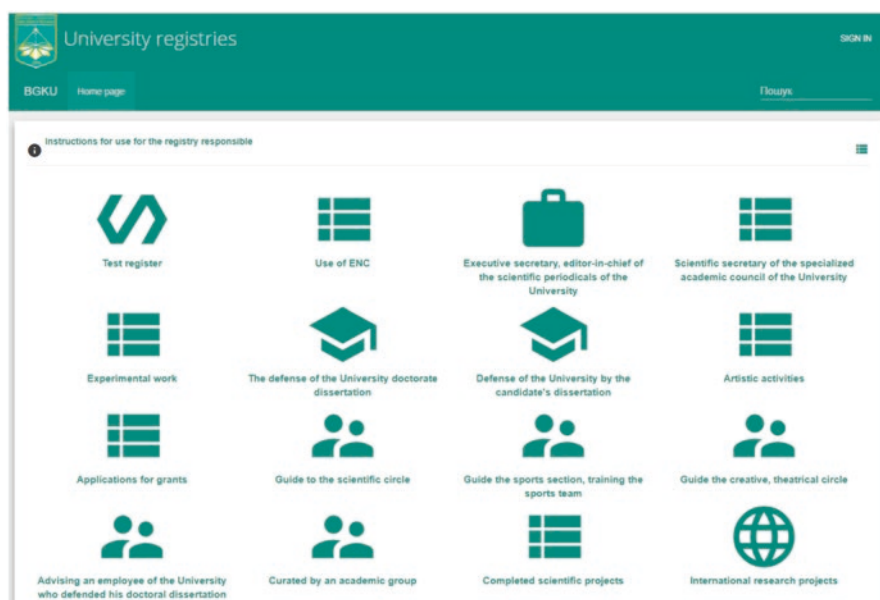 University registries
SIGN IN
BGKU Home page
Пошук
Instructions for use for the registry responsible
Test register
Use of ENC
Executive secretary, editor-in-chief of
the scientific periodicals of the
University
Scientific secretary of the specialized
academic council of the University
Experimental work
The defense of the University doctorate
dissertation
Defense of the University by the
candidate's dissertation
Artistic activities
Applications for grants
Guide to the scientific circle
Guide the sports section, training the
sports team
Guide the creative, theatrical circle
Advising an employee of the University
who defended his doctoral dissertation
Curated by an academic group
Completed scientific projects
International research projects